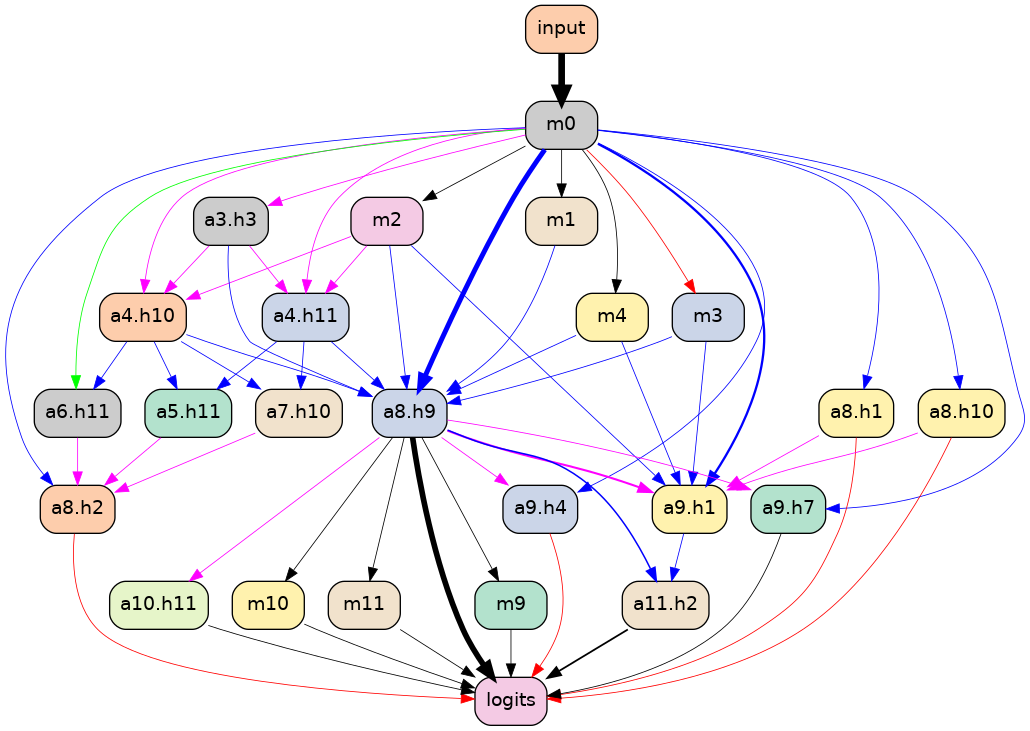 input
m0
a3.h3
m2
m1
a4.h10
a4.h11
m4
m3
a6.h11
a5.h11
a7.h10
a8.h9
a8.h1
a8.h10
a8.h2
a9.h4
a9.h1
a9.h7
a10.h11
m10
m11
m9
a11.h2
logits